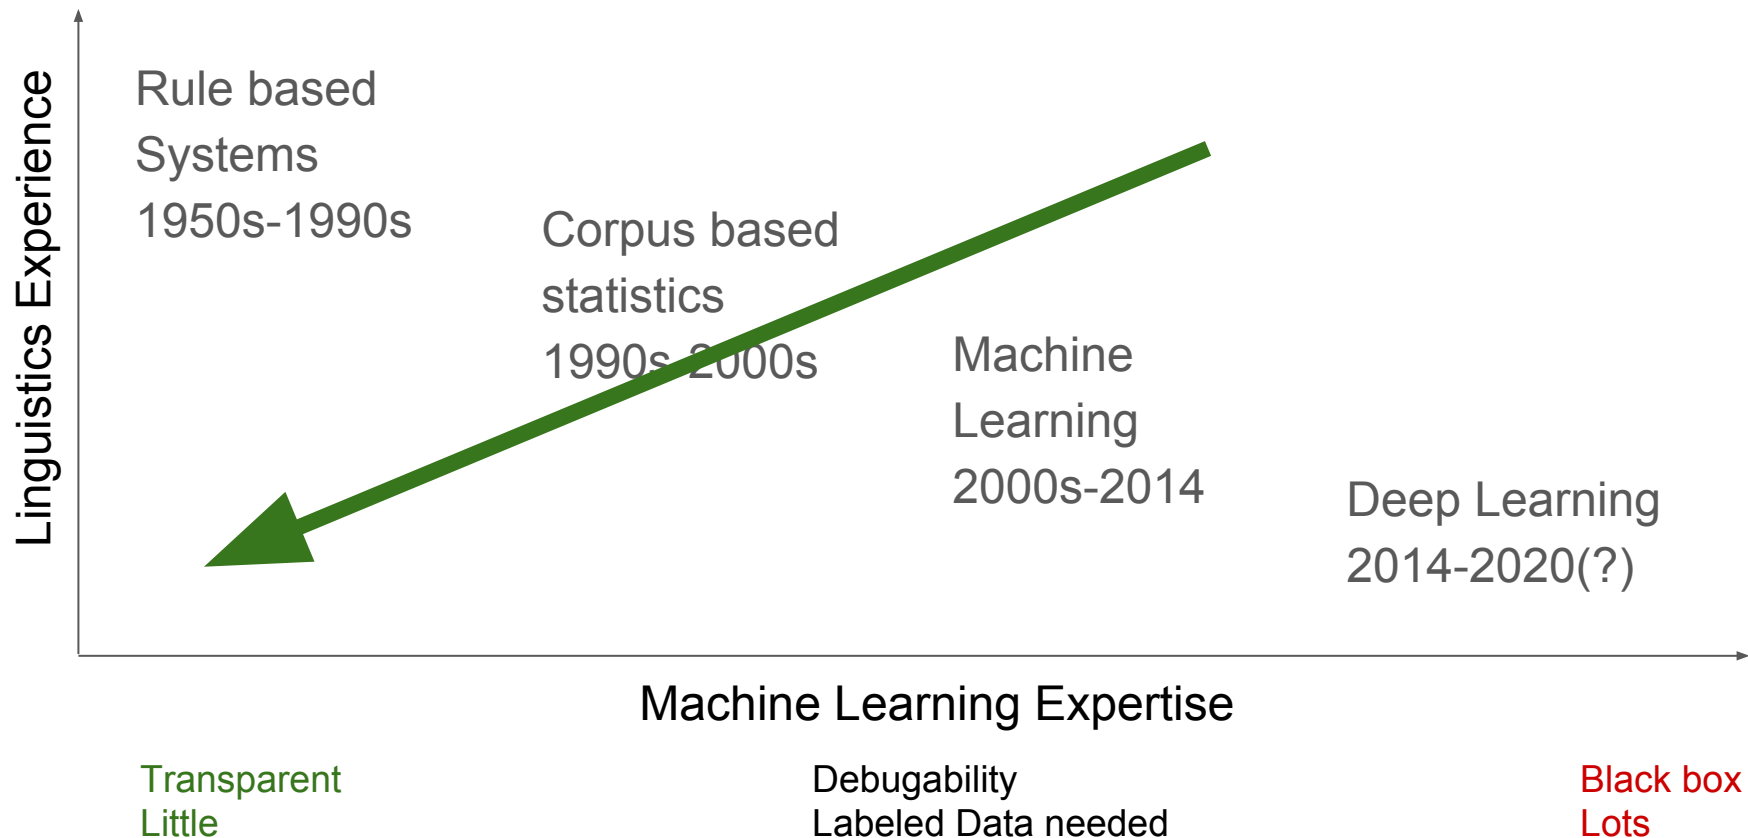 Linguistics Experience
Rule based
Systems
1950s-1990s
Corpus based
statistics
1990s-2000s
Machine
Learning
2000s-2014
Deep Learning
2014-2020(?)
Machine Learning Expertise
Transparent Debugability Black box
Little Labeled Data needed Lots